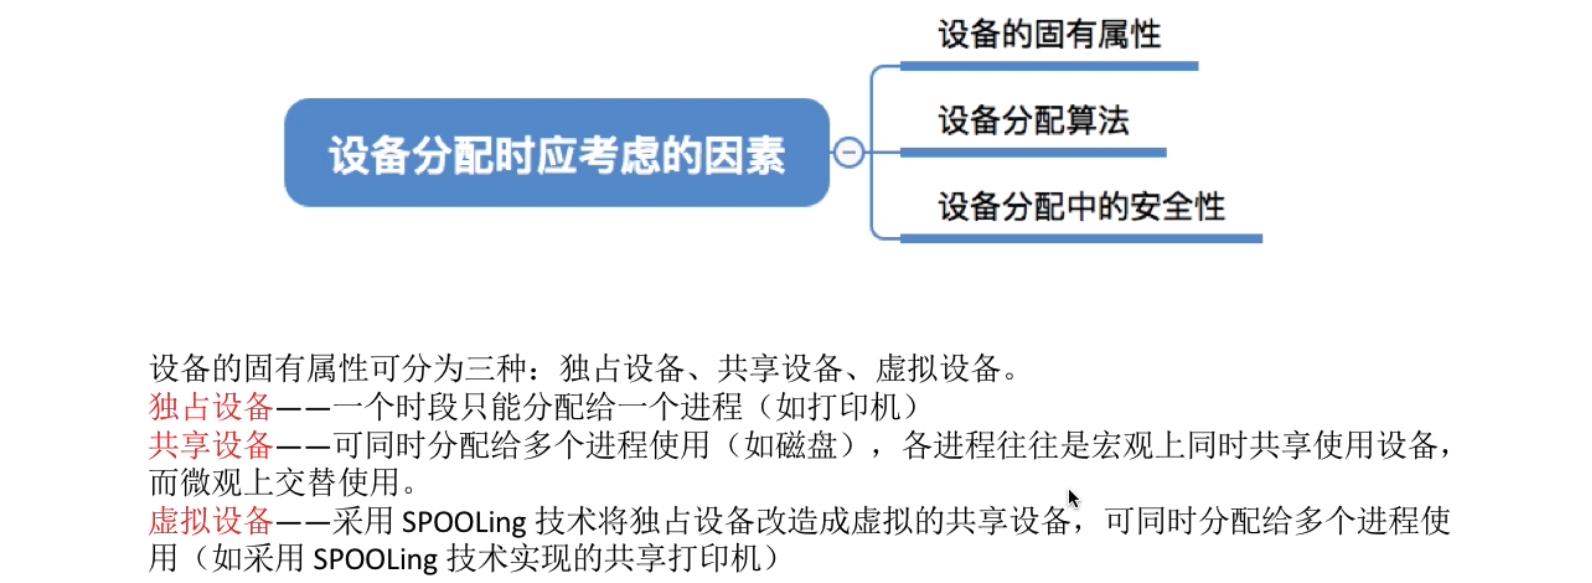 设备的固有属性
设备分配算法
设备分配时应考虑的因素
设备分配中的安全性
设备的固有属性可分为三种：独占设备、共享设备、虚拟设备。
独占设备——一个时段只能分配给一个进程（如打印机）
共享设备——可同时分配给多个进程使用（如磁盘），各进程往往是宏观上同时共享使用设备，
而微观上交替使用。
虚拟设备——采用 SPOOLing 技术将独占设备改造成虚拟的共享设备，可同时分配给多个进程使
用（如采用 SPOOLing 技术实现的共享打印机）